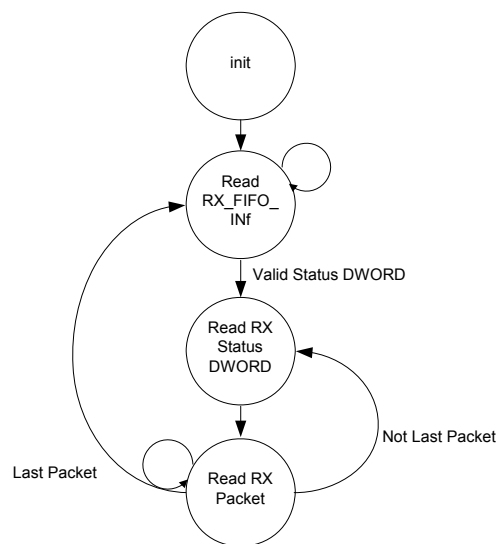 init
Read
RX_FIFO_
INf
Valid Status DWORD
Read RX
Status
DWORD
Not Last Packet
Last Packet
Read RX
Packet